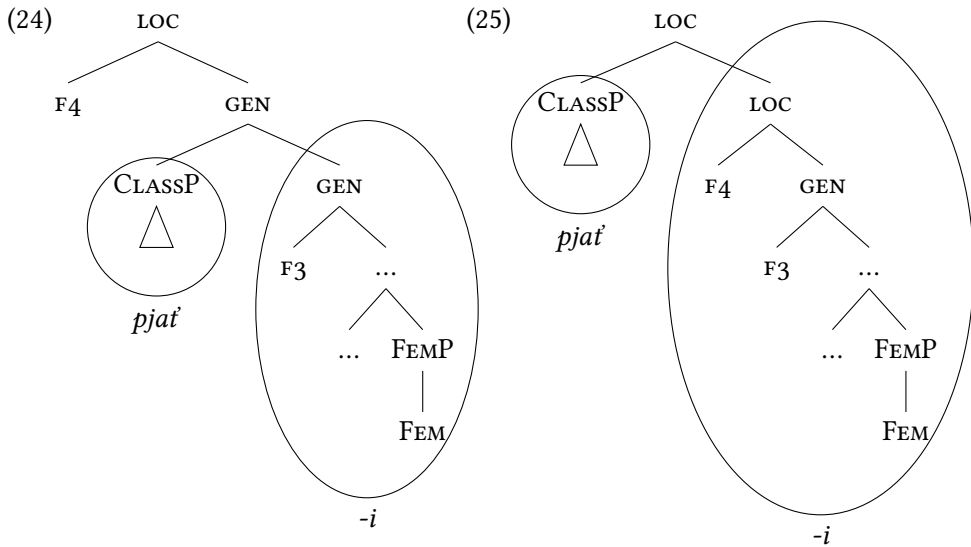 (24) LOC
F4 GEN
CLASSP GEN
pjat' F3 ...
... FEMP
FEM
-i
(25) LOC
CLASSP LOC
pjat' F4 GEN
F3 ...
... FEMP
FEM
-i